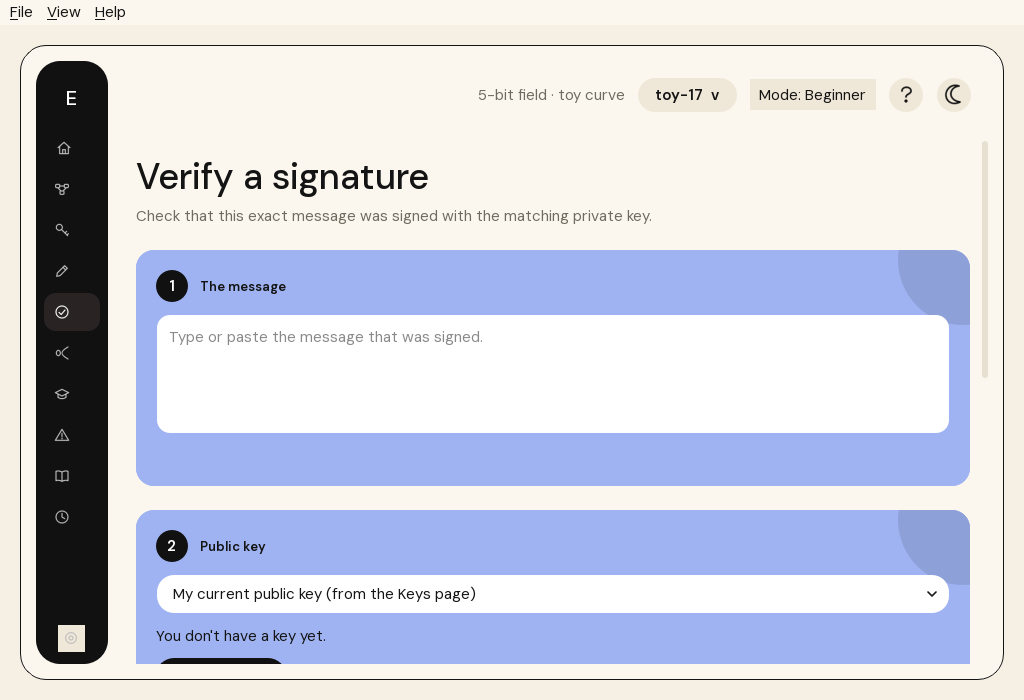 File View Help
E
5-bit field · toy curve
toy-17 v
Mode: Beginner
?
Verify a signature
Check that this exact message was signed with the matching private key.
1 The message
Type or paste the message that was signed.
2 Public key
My current public key (from the Keys page)
You don't have a key yet.